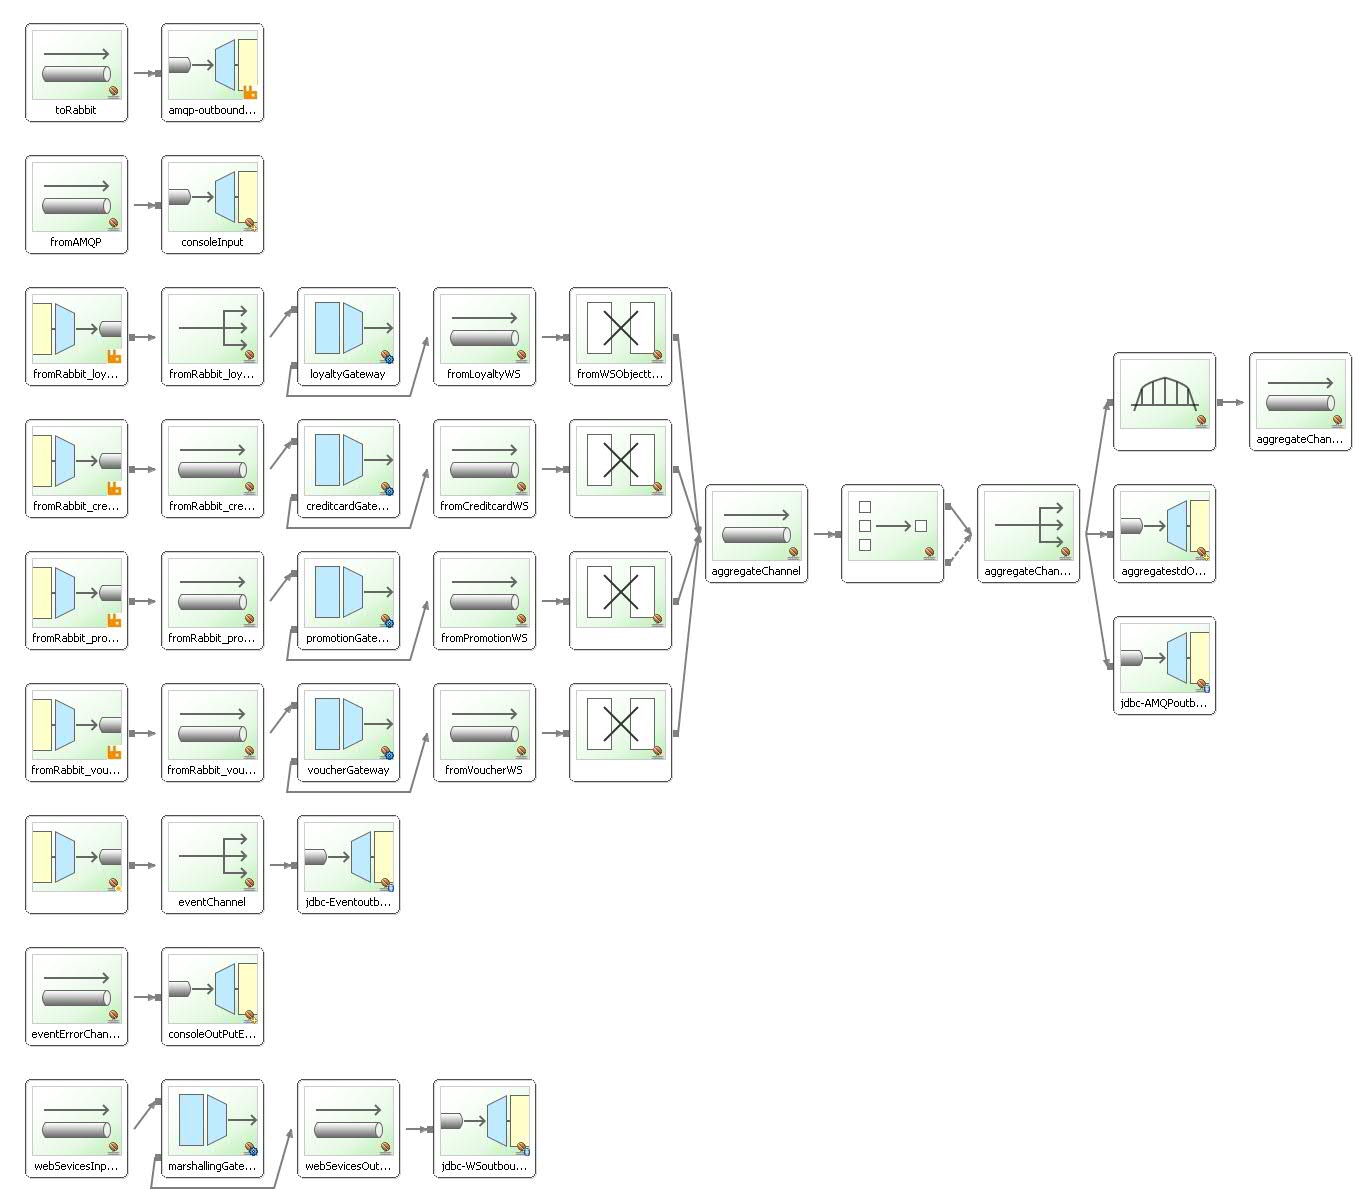 toRabbit
amqp-outbound...
fromAMQP
consoleInput
fromRabbit_loy...
fromRabbit_loy...
loyaltyGateway
fromLoyaltyWS
fromWSObjectt...
fromRabbit_cre...
fromRabbit_cre...
creditcardGate...
fromCreditcardWS
aggregateChan...
aggregateChannel
aggregateChan...
aggregatestdO...
fromRabbit_pro...
fromRabbit_pro...
promotionGate...
fromPromotionWS
jdbc-AMQPoutb...
fromRabbit_vou...
fromRabbit_vou...
voucherGateway
fromVoucherWS
eventChannel
jdbc-Eventoutb...
eventErrorChan...
consoleOutPutE...
webSevicesInp...
marshallingGate...
webSevicesOut...
jdbc-WSoutbou...